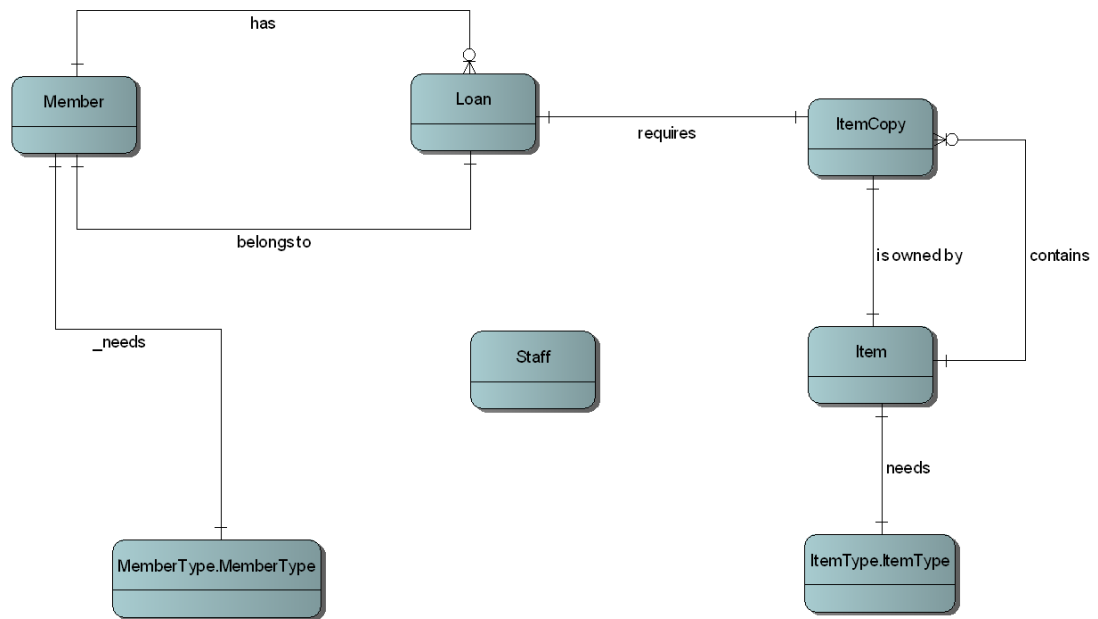 has
Member
Loan
requires
ItemCopy
belongsto
is owned by
contains
_needs
Staff
Item
needs
MemberType.MemberType
ItemType.ItemType